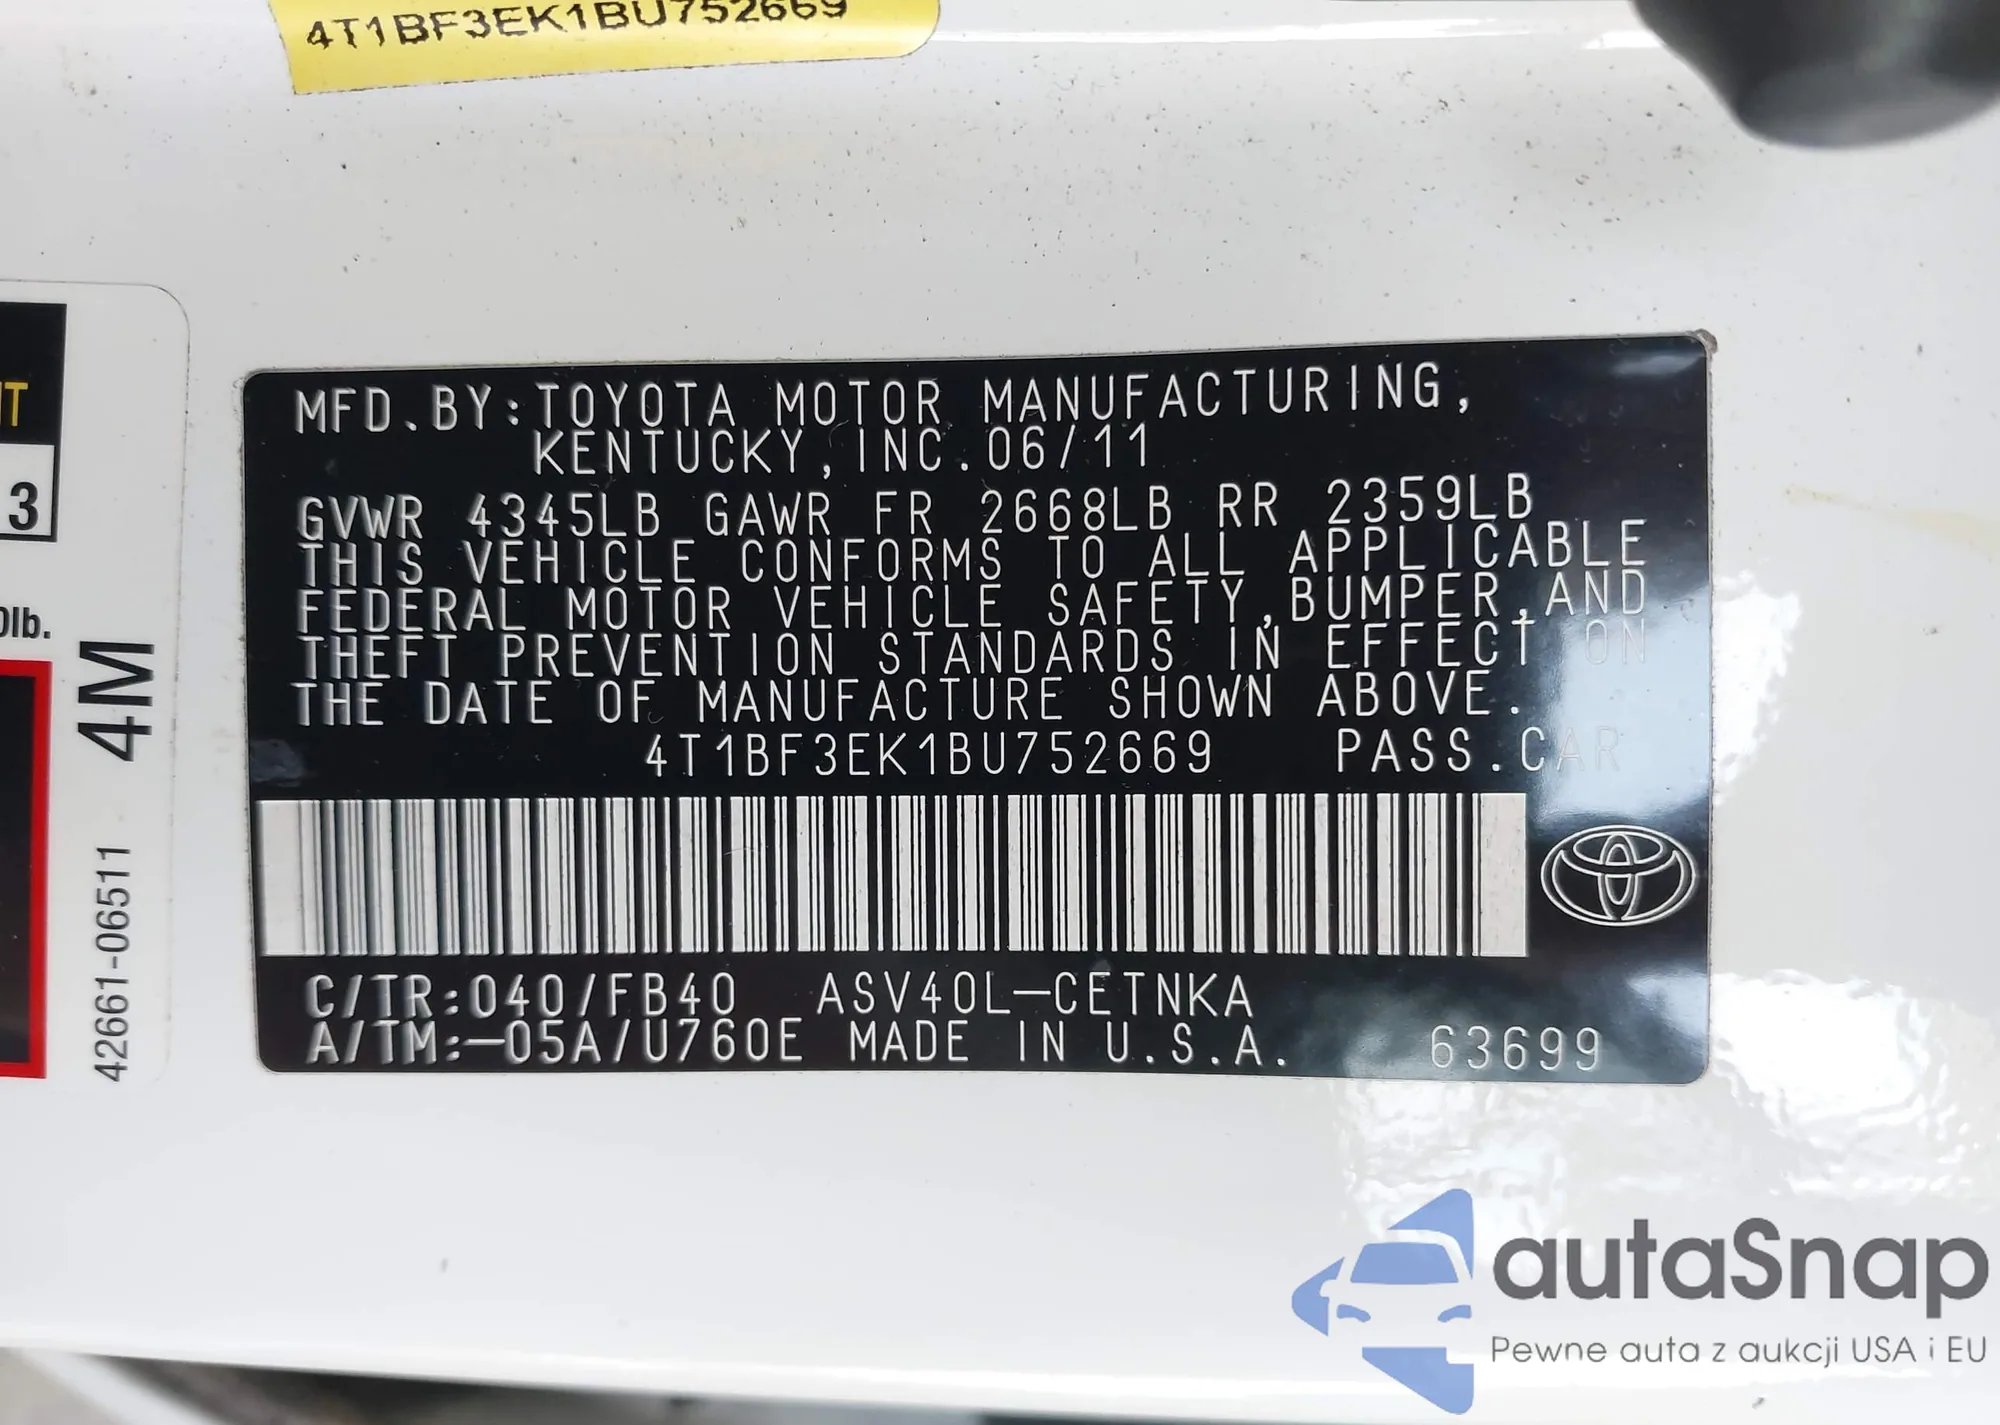 4T1BF3EK1BU752669
MFD.BY:TOYOTA MOTOR MANUFACTURING,
KENTUCKY,INC.06/11
GVWR 4345LB GAWR FR 2668LB RR 2359LB
THIS VEHICLE CONFORMS TO ALL APPLICABLE
FEDERAL MOTOR VEHICLE SAFETY,BUMPER,AND
THEFT PREVENTION STANDARDS IN EFFECT ON
THE DATE OF MANUFACTURE SHOWN ABOVE.
4T1BF3EK1BU752669 PASS.CAR
C/TR:040/FB40 ASV40L-CETNKA
A/TM:-05A/U760E MADE IN U.S.A. 63699
3
lb.
4M
42661-06511
autaSnap
Pewne auta z aukcji USA i EU